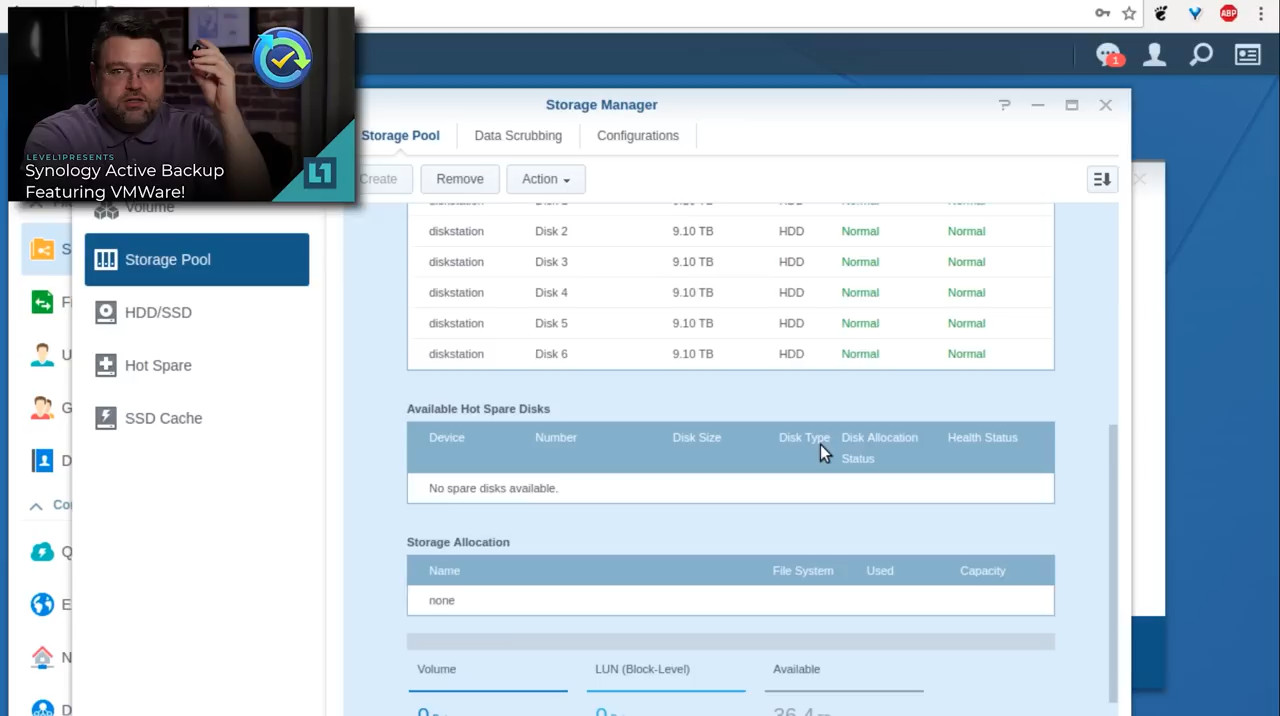 ABP
1
LEVEL1PRESENTS
Synology Active Backup
Featuring VMWare!
L1
Storage Manager
Storage Pool Data Scrubbing Configurations
Create Remove Action
Volume
Storage Pool
HDD/SSD
Hot Spare
SSD Cache
diskstation Disk 2 9.10 TB HDD Normal Normal
diskstation Disk 3 9.10 TB HDD Normal Normal
diskstation Disk 4 9.10 TB HDD Normal Normal
diskstation Disk 5 9.10 TB HDD Normal Normal
diskstation Disk 6 9.10 TB HDD Normal Normal
Available Hot Spare Disks
Device Number Disk Size Disk Type Disk Allocation Health Status
Status
No spare disks available.
Storage Allocation
Name File System Used Capacity
none
Volume LUN (Block-Level) Available